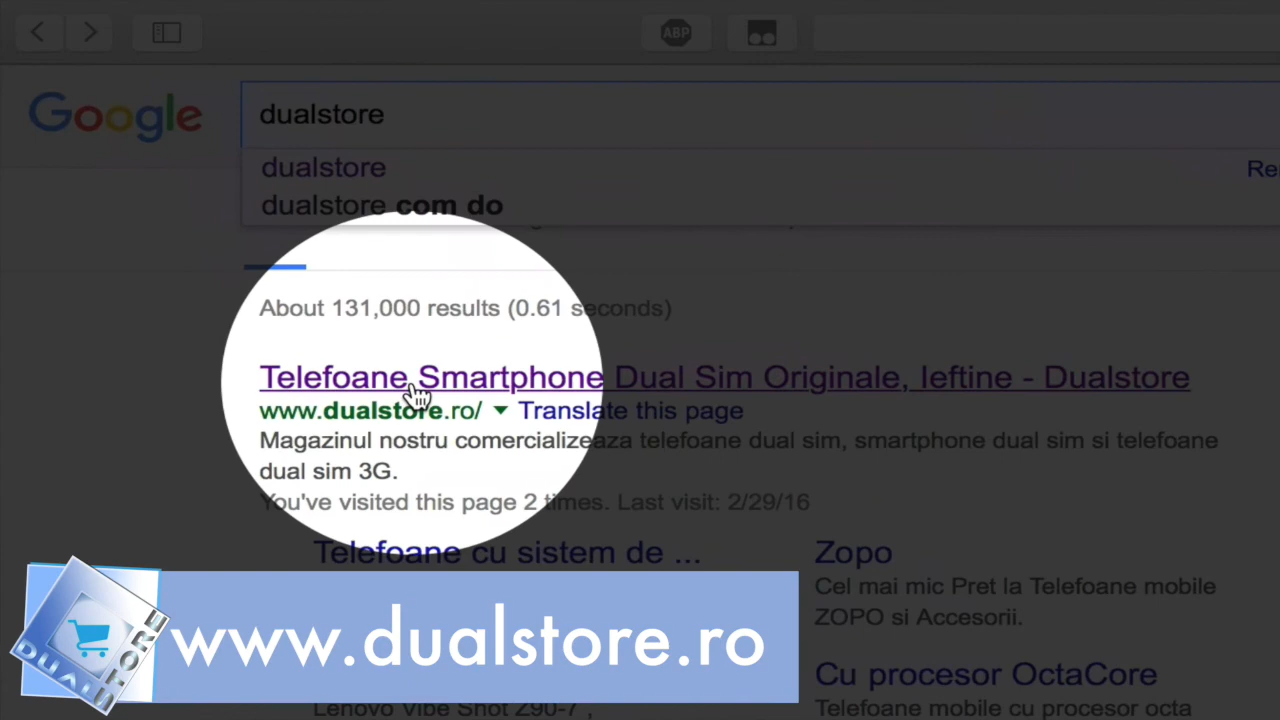 ABP
Google
dualstore
dualstore
Re
dualstore com do
About 131,000 results (0.61 seconds)
Telefoane Smartphone Dual Sim Originale, Ieftine - Dualstore
www.dualstore.ro/ Translate this page
Magazinul nostru comercializeaza telefoane dual sim, smartphone dual sim si telefoane
dual sim 3G.
You've visited this page 2 times. Last visit: 2/29/16
Telefoane cu sistem de ...
Zopo
Cel mai mic Pret la Telefoane mobile
ZOPO si Accesorii.
DUALSTORE
www.dualstore.ro
Cu procesor OctaCore
Lenovo Vibe Shot Z90-7 ,
Telefoane mobile cu procesor octa